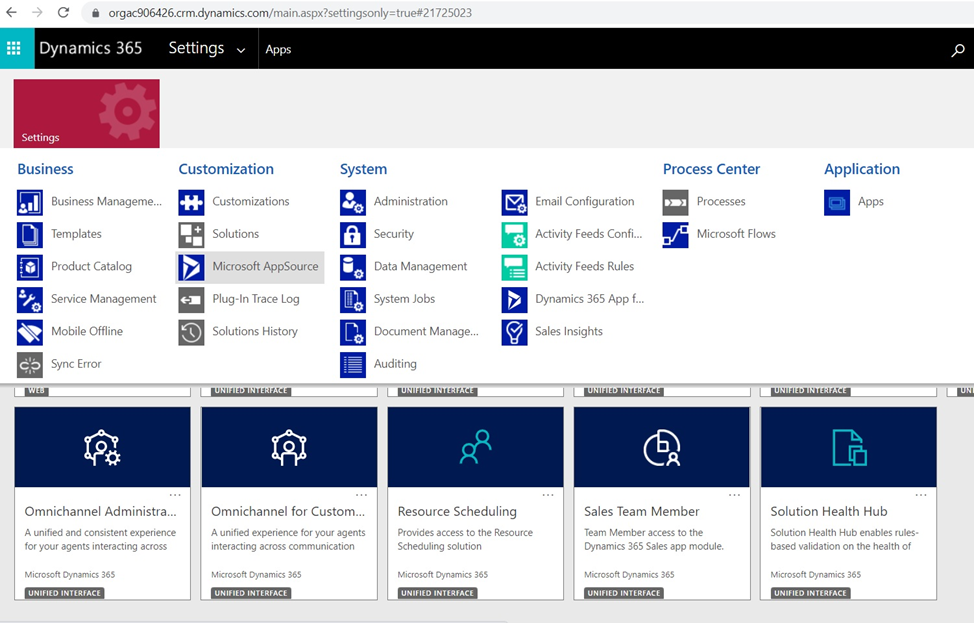 orgac906426.crm.dynamics.com/main.aspx?settingsonly=true#21725023
Dynamics 365 Settings Apps
Settings
Business Customization System Process Center Application
Business Manageme... Customizations Administration Email Configuration Processes Apps
Templates Solutions Security Activity Feeds Confi... Microsoft Flows
Product Catalog Microsoft AppSource Data Management Activity Feeds Rules
Service Management Plug-In Trace Log System Jobs Dynamics 365 App f...
Mobile Offline Solutions History Document Manage... Sales Insights
Sync Error Auditing
WEB UNIFIED INTERFACE UNIFIED INTERFACE UNIFIED INTERFACE UNIFIED INTERFACE UNI
Omnichannel Administra... Omnichannel for Custom... Resource Scheduling Sales Team Member Solution Health Hub
A unified and consistent experience A unified experience for your agents Provides access to the Resource Team Member access to the Solution Health Hub enables rules-
for your agents interacting across interacting across communication Scheduling solution Dynamics 365 Sales app module. based validation on the health of
Microsoft Dynamics 365 Microsoft Dynamics 365 Microsoft Dynamics 365 Microsoft Dynamics 365 Microsoft Dynamics 365
UNIFIED INTERFACE UNIFIED INTERFACE UNIFIED INTERFACE UNIFIED INTERFACE UNIFIED INTERFACE